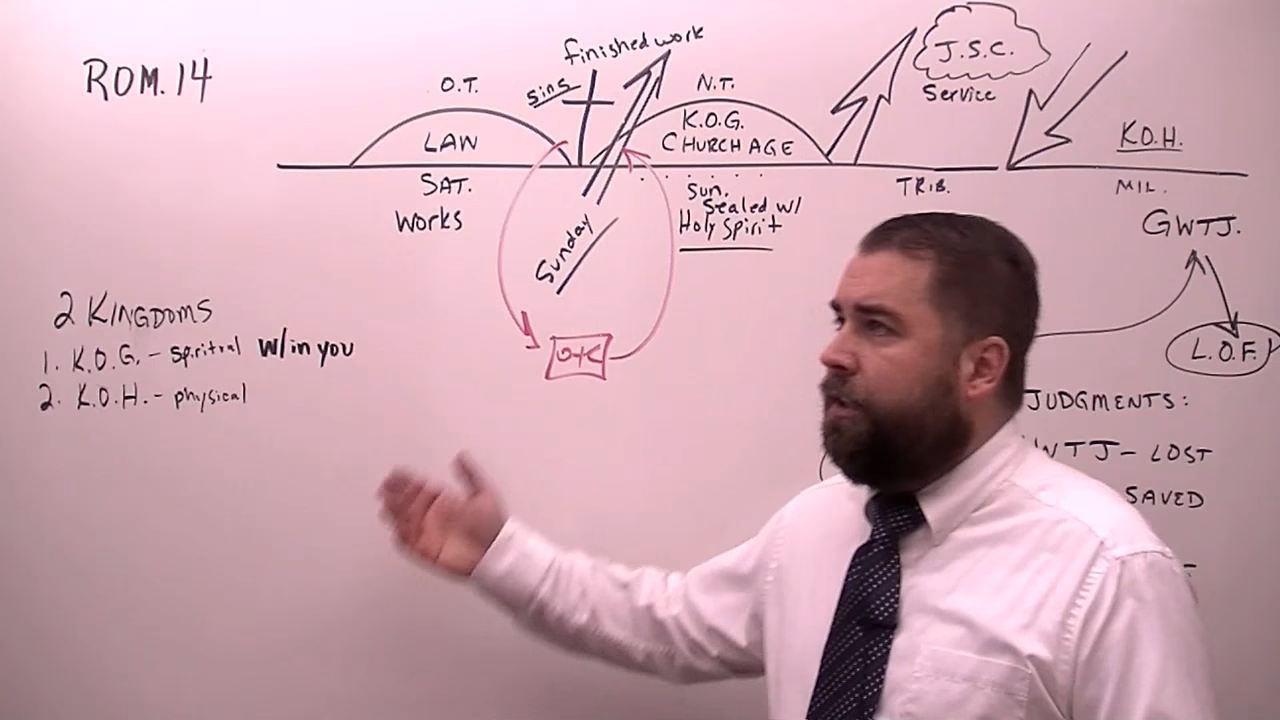 ROM. 14
O.T.
LAW
SAT.
Works
sins
finished work
N.T.
K.O.G.
CHURCH AGE
Sun.
Sealed w/
Holy Spirit
Sunday
J.S.C.
Service
TRIB.
K.O.H.
MIL.
GWTJ.
L.O.F.
2 KINGDOMS
1. K.O.G. - spiritual w/in you
2. K.O.H. - physical
JUDGMENTS:
WTJ - LOST
SAVED